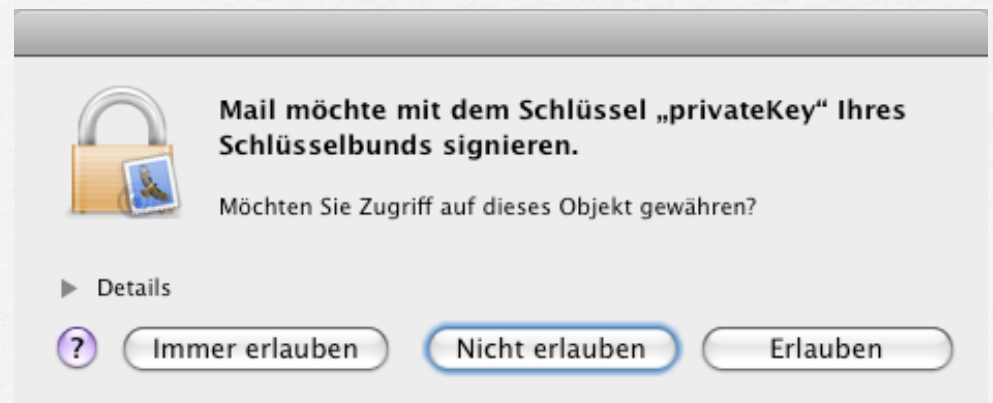 Mail möchte mit dem Schlüssel „privateKey“ Ihres
Schlüsselbunds signieren.
Möchten Sie Zugriff auf dieses Objekt gewähren?
Details
? Immer erlauben Nicht erlauben Erlauben